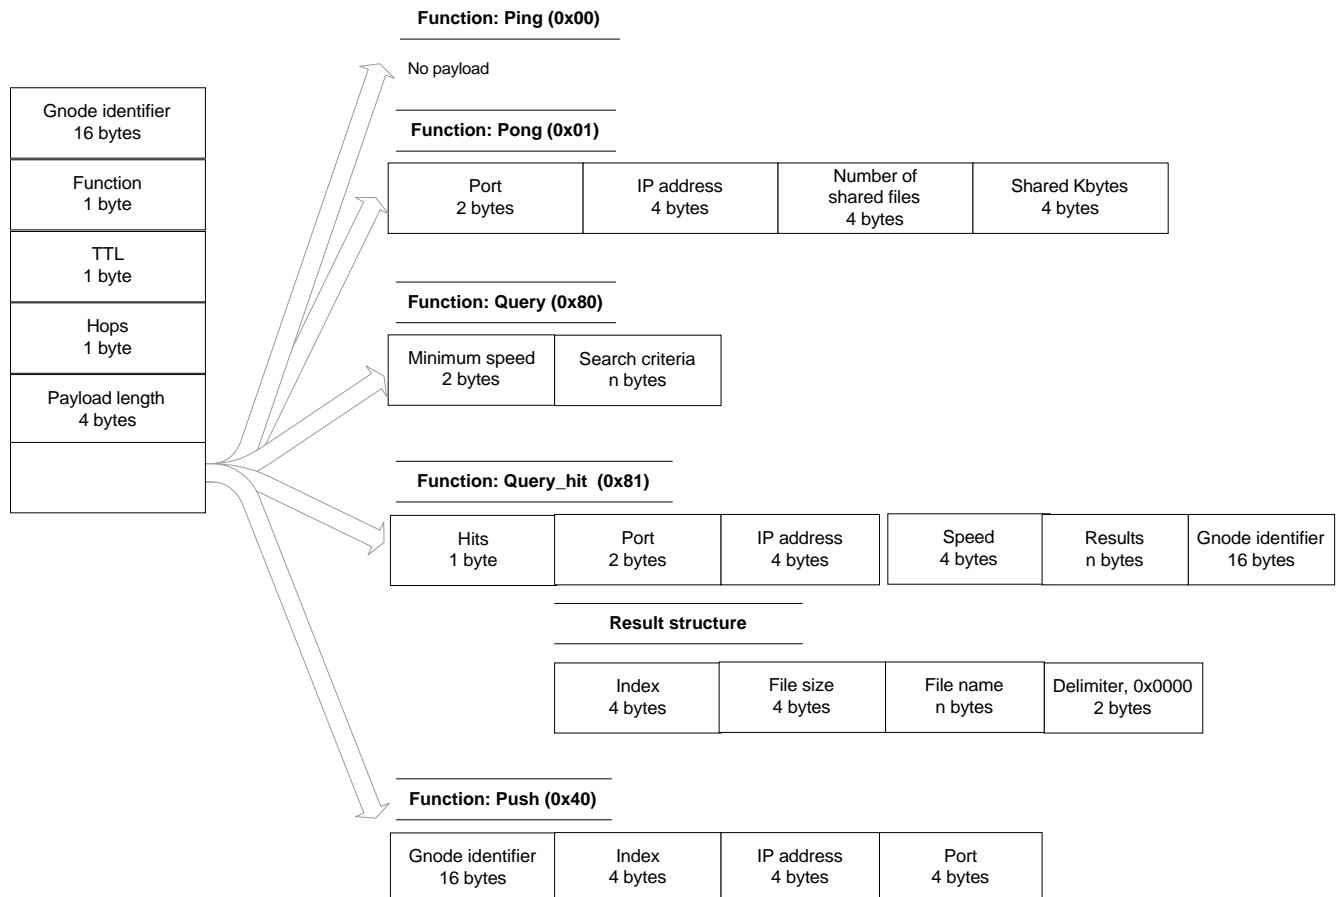 Function: Ping (0x00)
No payload
Gnode identifier
16 bytes
Function
1 byte
TTL
1 byte
Hops
1 byte
Payload length
4 bytes
Function: Pong (0x01)
Port
2 bytes
IP address
4 bytes
Number of
shared files
4 bytes
Shared Kbytes
4 bytes
Function: Query (0x80)
Minimum speed
2 bytes
Search criteria
n bytes
Function: Query_hit (0x81)
Hits
1 byte
Port
2 bytes
IP address
4 bytes
Speed
4 bytes
Results
n bytes
Gnode identifier
16 bytes
Result structure
Index
4 bytes
File size
4 bytes
File name
n bytes
Delimiter, 0x0000
2 bytes
Function: Push (0x40)
Gnode identifier
16 bytes
Index
4 bytes
IP address
4 bytes
Port
4 bytes